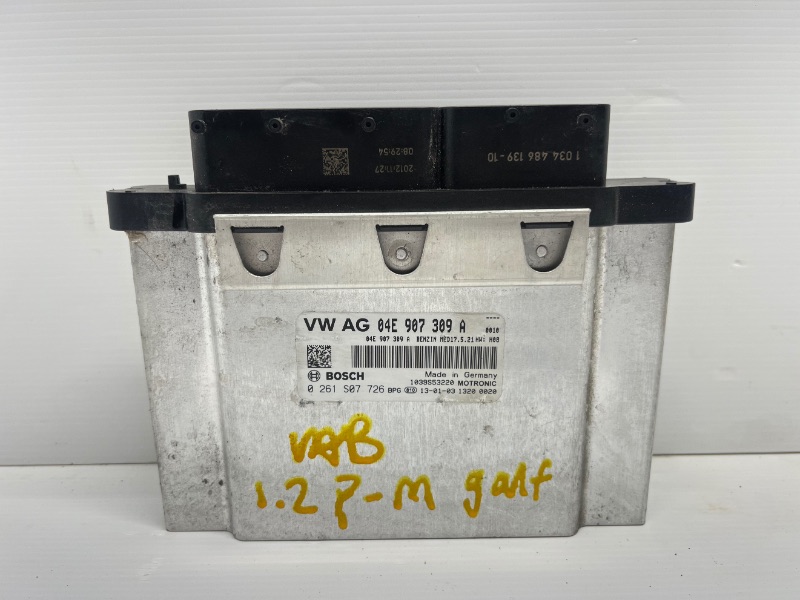 08:29:54
2012/11/27
1 034 486 139-10
VW AG 04E 907 309 A 0010
04E 907 309 A BENZIN MED17.5.21 HW: H08
BOSCH
Made in Germany
1039S53220 MOTRONIC
0 261 S07 726 BPG 13-01-03 1320 0020
VAB
1.2 P-M galf